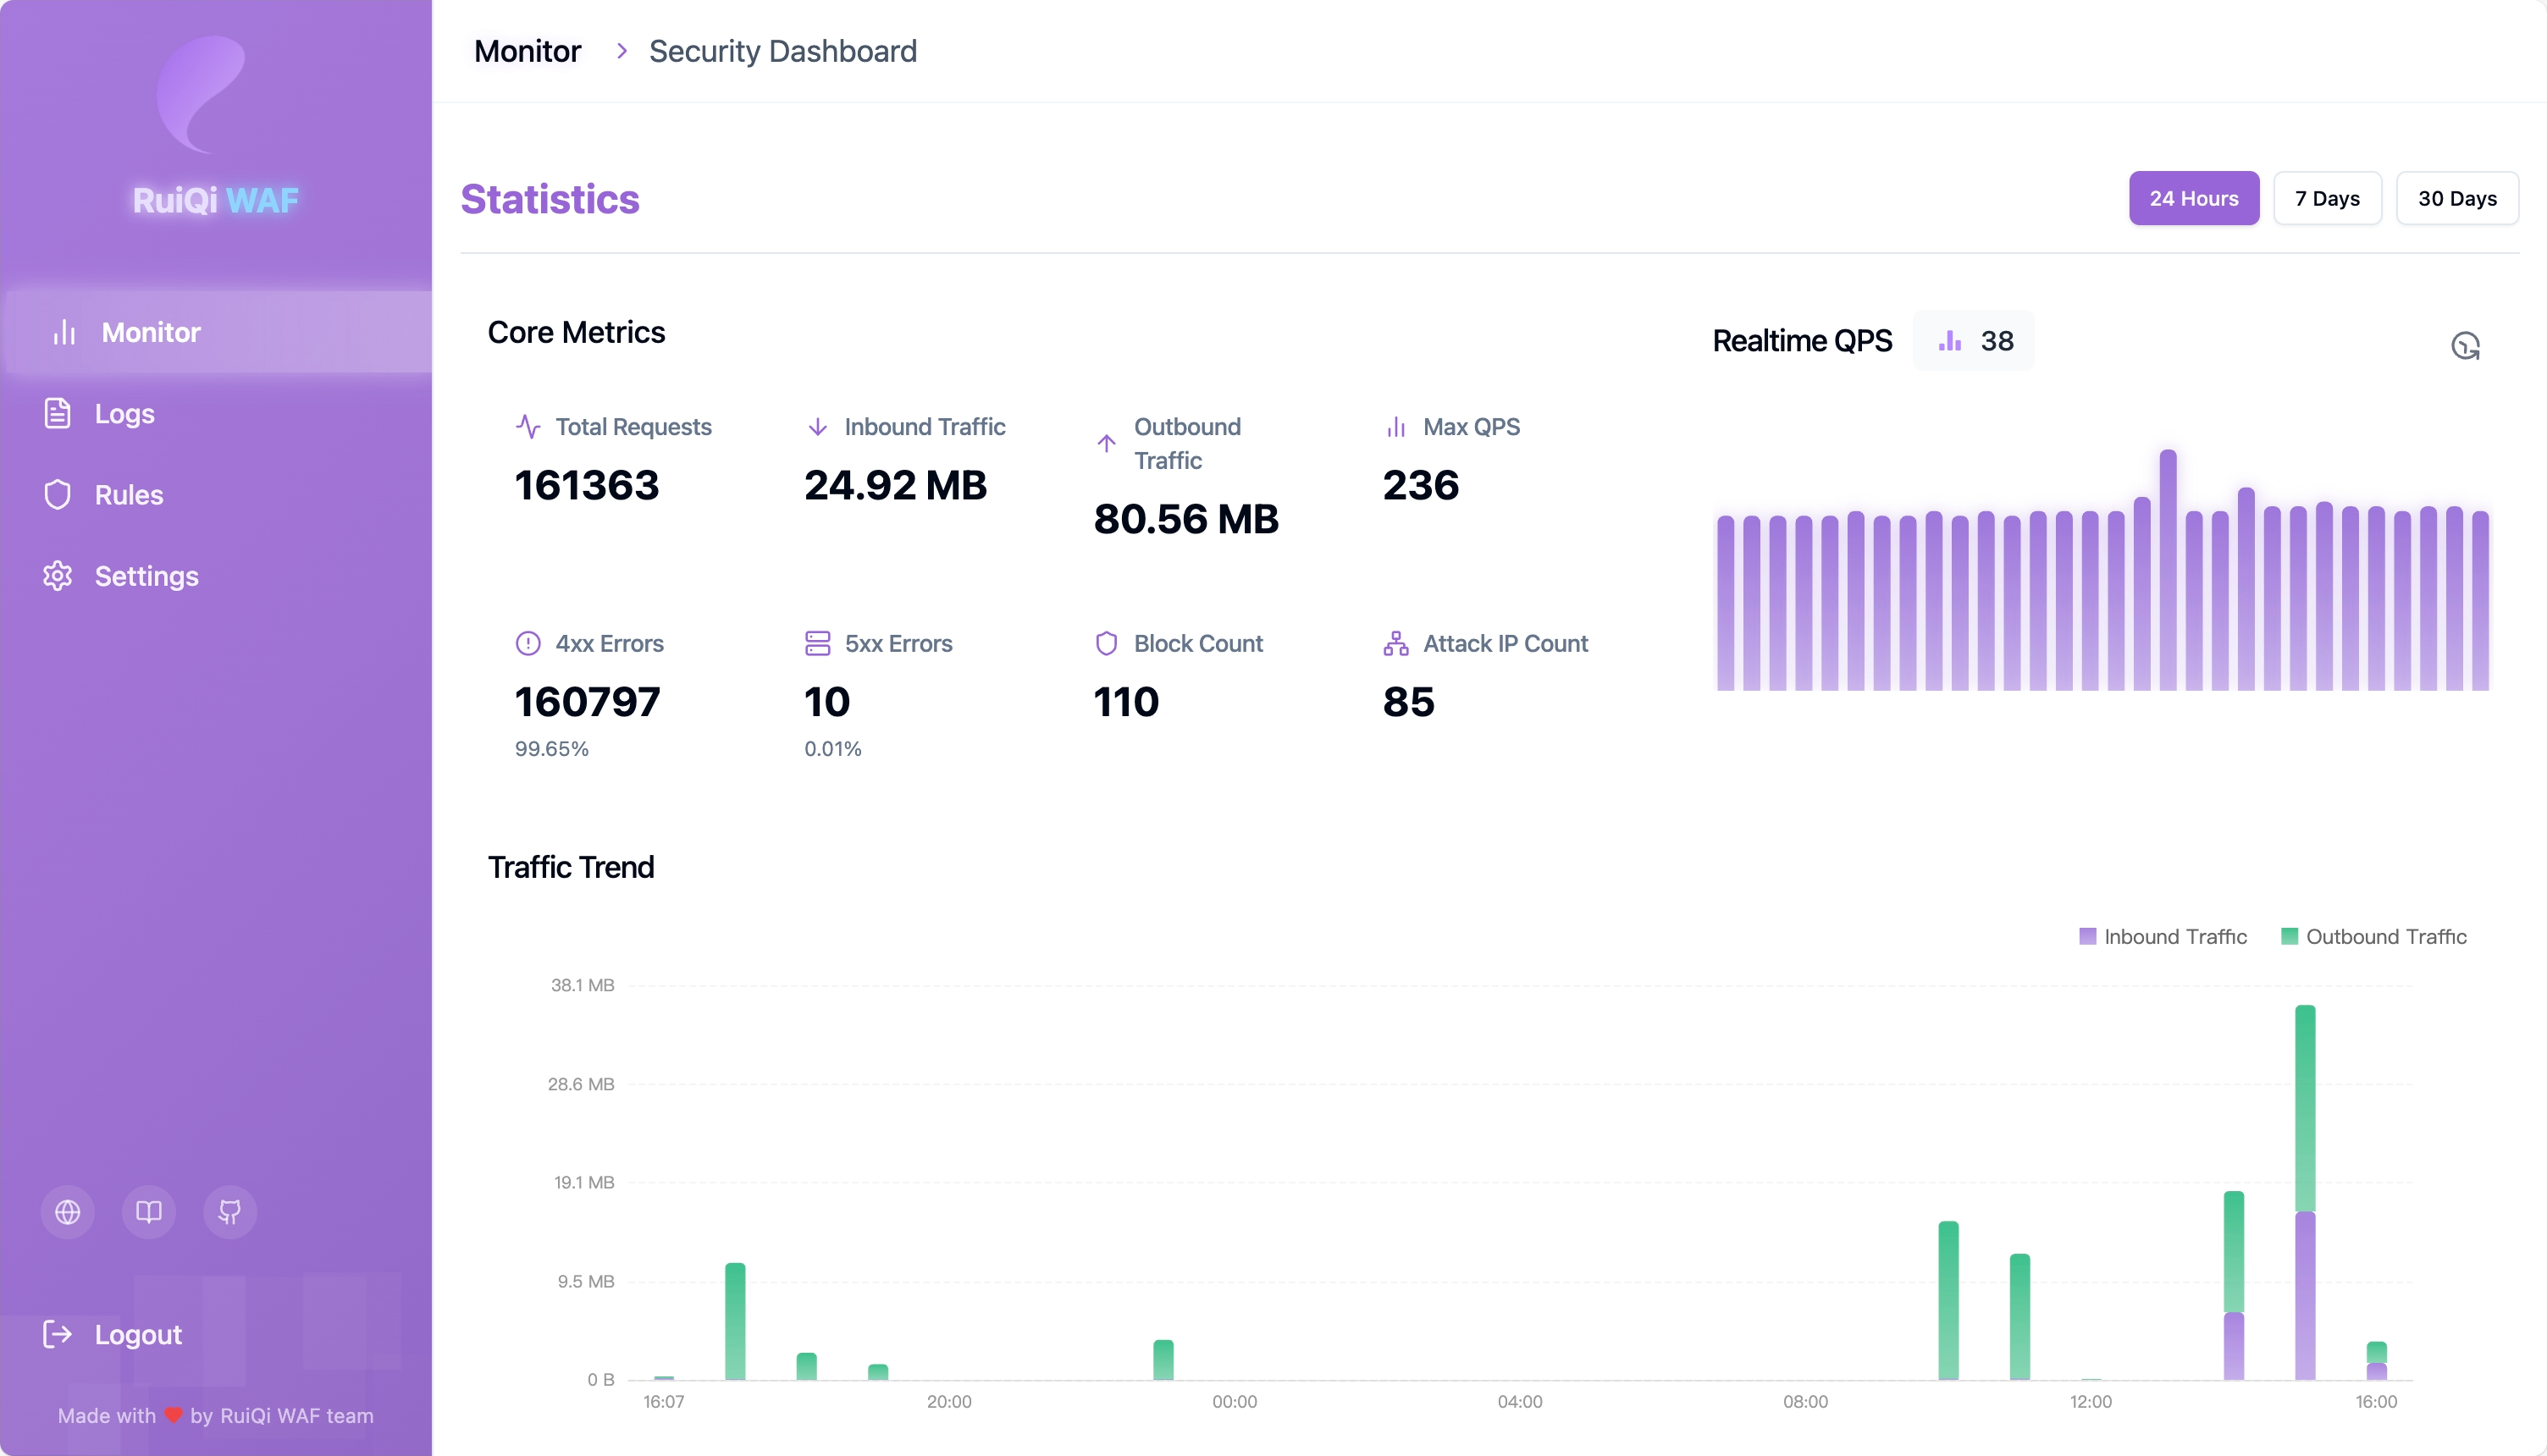 RuiQi WAF
Monitor
Logs
Rules
Settings
Logout
Made with ❤ by RuiQi WAF team
Monitor > Security Dashboard
Statistics
24 Hours
7 Days
30 Days
Core Metrics
Total Requests
161363
Inbound Traffic
24.92 MB
Outbound
Traffic
80.56 MB
Max QPS
236
4xx Errors
160797
99.65%
5xx Errors
10
0.01%
Block Count
110
Attack IP Count
85
Realtime QPS
38
Traffic Trend
Inbound Traffic
Outbound Traffic
38.1 MB
28.6 MB
19.1 MB
9.5 MB
0 B
16:07
20:00
00:00
04:00
08:00
12:00
16:00